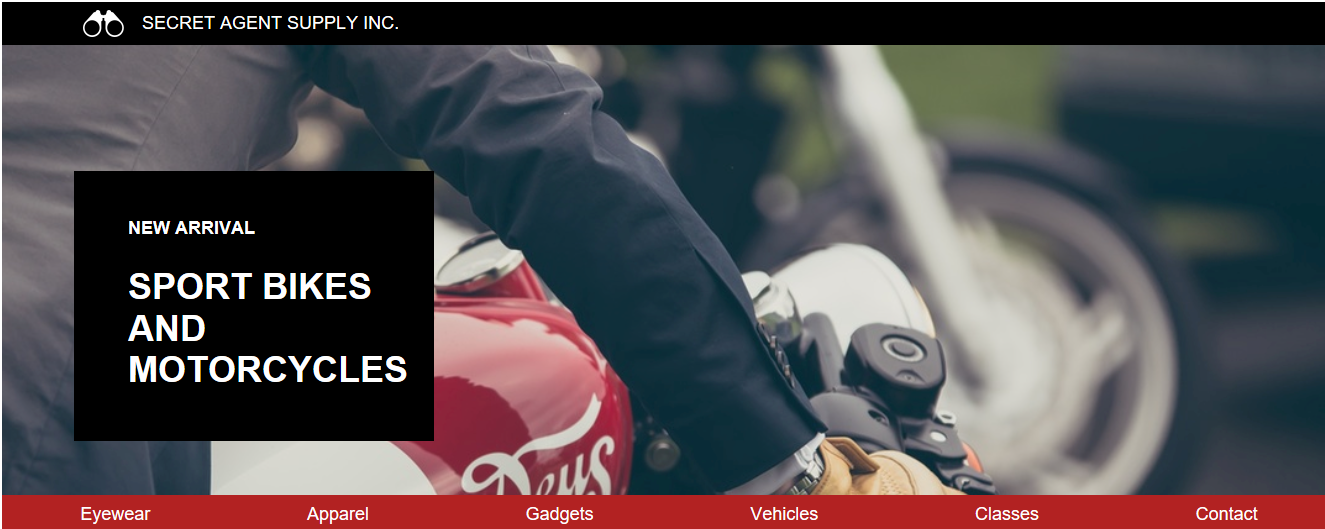 SECRET AGENT SUPPLY INC.
NEW ARRIVAL
SPORT BIKES
AND
MOTORCYCLES
Deus
Eyewear Apparel Gadgets Vehicles Classes Contact